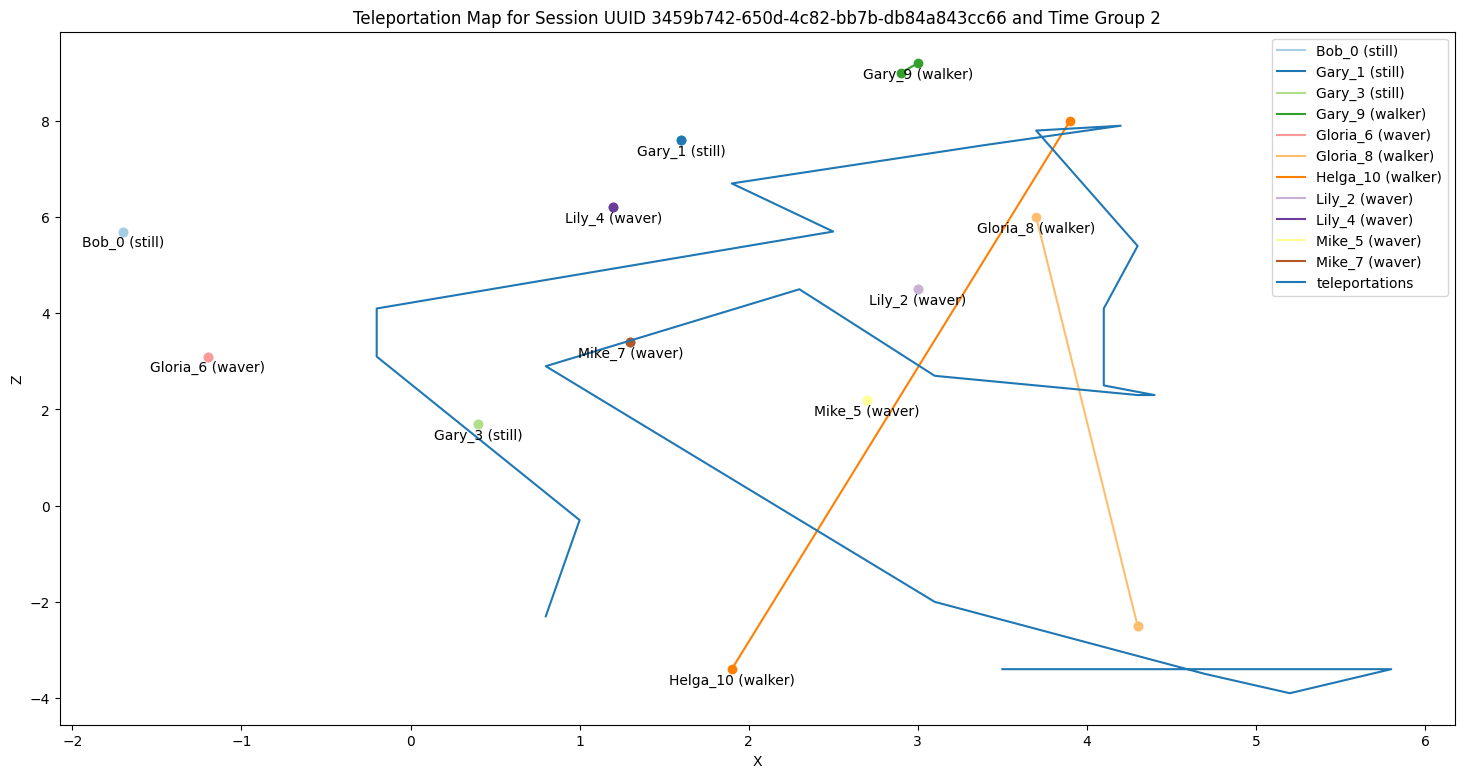 Teleportation Map for Session UUID 3459b742-650d-4c82-bb7b-db84a843cc66 and Time Group 2
Bob_0 (still)
Gary_1 (still)
Gary_3 (still)
Gary_9 (walker)
Gloria_6 (waver)
Gloria_8 (walker)
Helga_10 (walker)
Lily_2 (waver)
Lily_4 (waver)
Mike_5 (waver)
Mike_7 (waver)
teleportations
Gary_9 (walker)
Gary_1 (still)
Lily_4 (waver)
Gloria_8 (walker)
Bob_0 (still)
Lily_2 (waver)
Mike_7 (waver)
Gloria_6 (waver)
Mike_5 (waver)
Gary_3 (still)
Helga_10 (walker)
Z
8
6
4
2
0
−2
−4
−2
−1
0
1
2
3
4
5
6
X